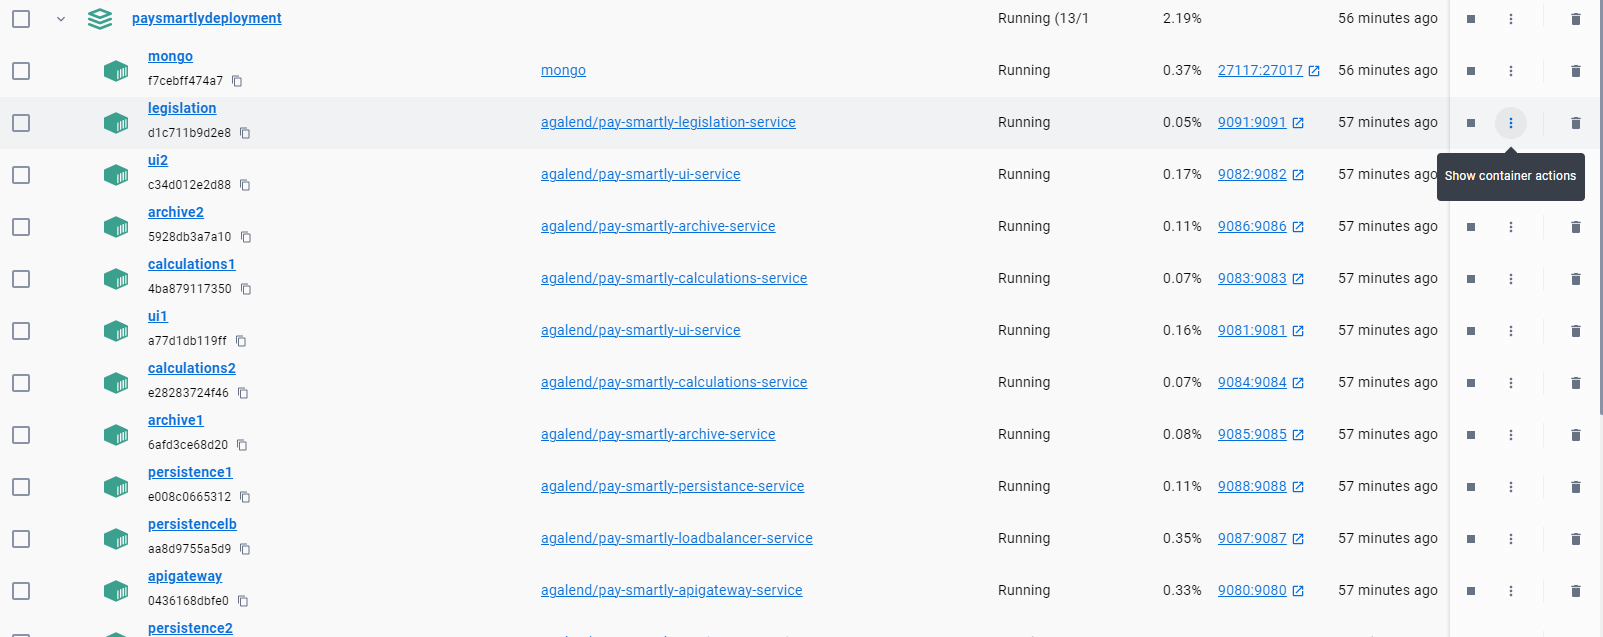 paysmartlydeployment Running (13/1 2.19% 56 minutes ago
mongo
f7cebff474a7 mongo Running 0.37% 27117:27017 56 minutes ago
legislation
d1c711b9d2e8 agalend/pay-smartly-legislation-service Running 0.05% 9091:9091 57 minutes ago
ui2
c34d012e2d88 agalend/pay-smartly-ui-service Running 0.17% 9082:9082 57 minutes ago
Show container actions
archive2
5928db3a7a10 agalend/pay-smartly-archive-service Running 0.11% 9086:9086 57 minutes ago
calculations1
4ba879117350 agalend/pay-smartly-calculations-service Running 0.07% 9083:9083 57 minutes ago
ui1
a77d1db119ff agalend/pay-smartly-ui-service Running 0.16% 9081:9081 57 minutes ago
calculations2
e28283724f46 agalend/pay-smartly-calculations-service Running 0.07% 9084:9084 57 minutes ago
archive1
6afd3ce68d20 agalend/pay-smartly-archive-service Running 0.08% 9085:9085 57 minutes ago
persistence1
e008c0665312 agalend/pay-smartly-persistance-service Running 0.11% 9088:9088 57 minutes ago
persistencelb
aa8d9755a5d9 agalend/pay-smartly-loadbalancer-service Running 0.35% 9087:9087 57 minutes ago
apigateway
0436168dbfe0 agalend/pay-smartly-apigateway-service Running 0.33% 9080:9080 57 minutes ago
persistence2